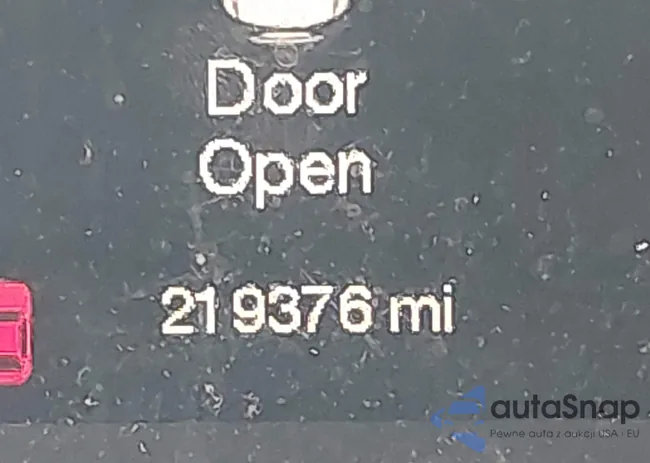 Door
Open
219376 mi
autaSnap
Pewne auta z aukcji USA i EU